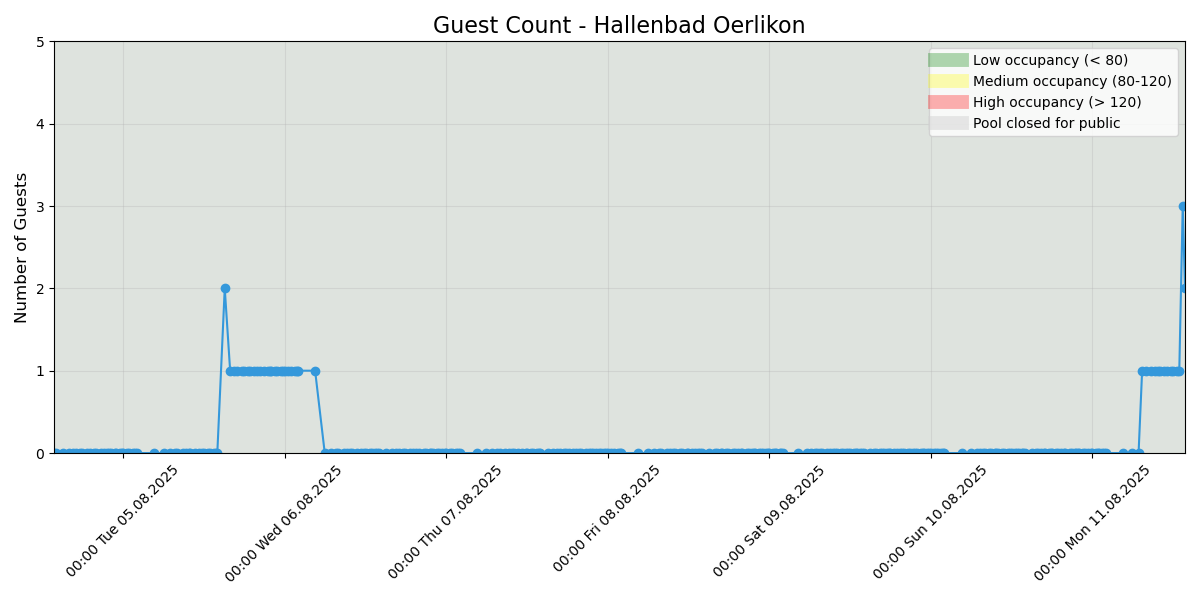 Guest Count - Hallenbad Oerlikon
Number of Guests
5
4
3
2
1
0
Low occupancy (< 80)
Medium occupancy (80-120)
High occupancy (> 120)
Pool closed for public
00:00 Tue 05.08.2025
00:00 Wed 06.08.2025
00:00 Thu 07.08.2025
00:00 Fri 08.08.2025
00:00 Sat 09.08.2025
00:00 Sun 10.08.2025
00:00 Mon 11.08.2025